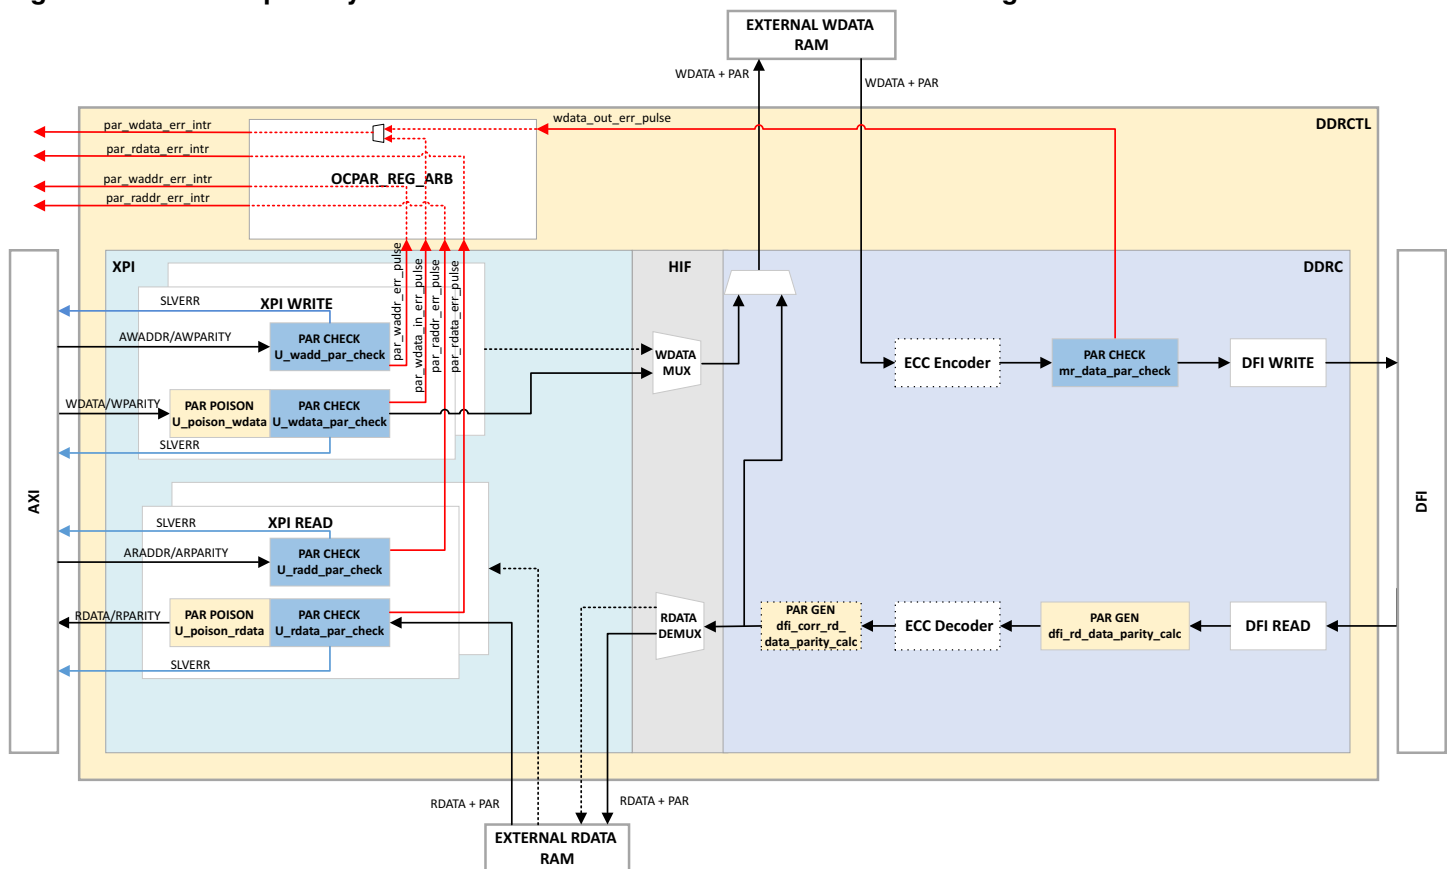 EXTERNAL WDATA
RAM
WDATA + PAR
WDATA + PAR
DDRCTL
par_wdata_err_intr
par_rdata_err_intr
par_waddr_err_intr
par_raddr_err_intr
wdata_out_err_pulse
OCPAR_REG_ARB
XPI
HIF
DDRC
par_waddr_err_pulse
par_wdata_in_err_pulse
par_raddr_err_pulse
par_rdata_err_pulse
AXI
DFI
SLVERR
XPI WRITE
AWADDR/AWPARITY
PAR CHECK
U_wadd_par_check
WDATA/WPARITY
PAR POISON
U_poison_wdata
PAR CHECK
U_wdata_par_check
SLVERR
WDATA
MUX
ECC Encoder
PAR CHECK
mr_data_par_check
DFI WRITE
SLVERR
XPI READ
ARADDR/ARPARITY
PAR CHECK
U_radd_par_check
RDATA/RPARITY
PAR POISON
U_poison_rdata
PAR CHECK
U_rdata_par_check
SLVERR
RDATA
DEMUX
PAR GEN
dfi_corr_rd_
data_parity_calc
ECC Decoder
PAR GEN
dfi_rd_data_parity_calc
DFI READ
RDATA + PAR
RDATA + PAR
EXTERNAL RDATA
RAM